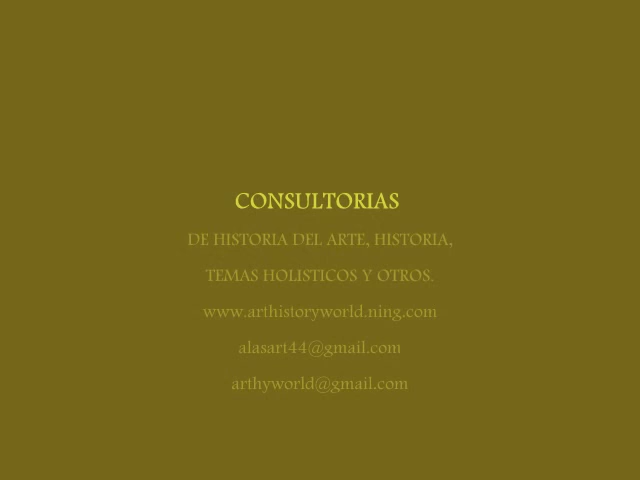 CONSULTORIAS
DE HISTORIA DEL ARTE, HISTORIA,
TEMAS HOLISTICOS Y OTROS.
www.arthistoryworld.ning.com
alasart44@gmail.com
arthyworld@gmail.com